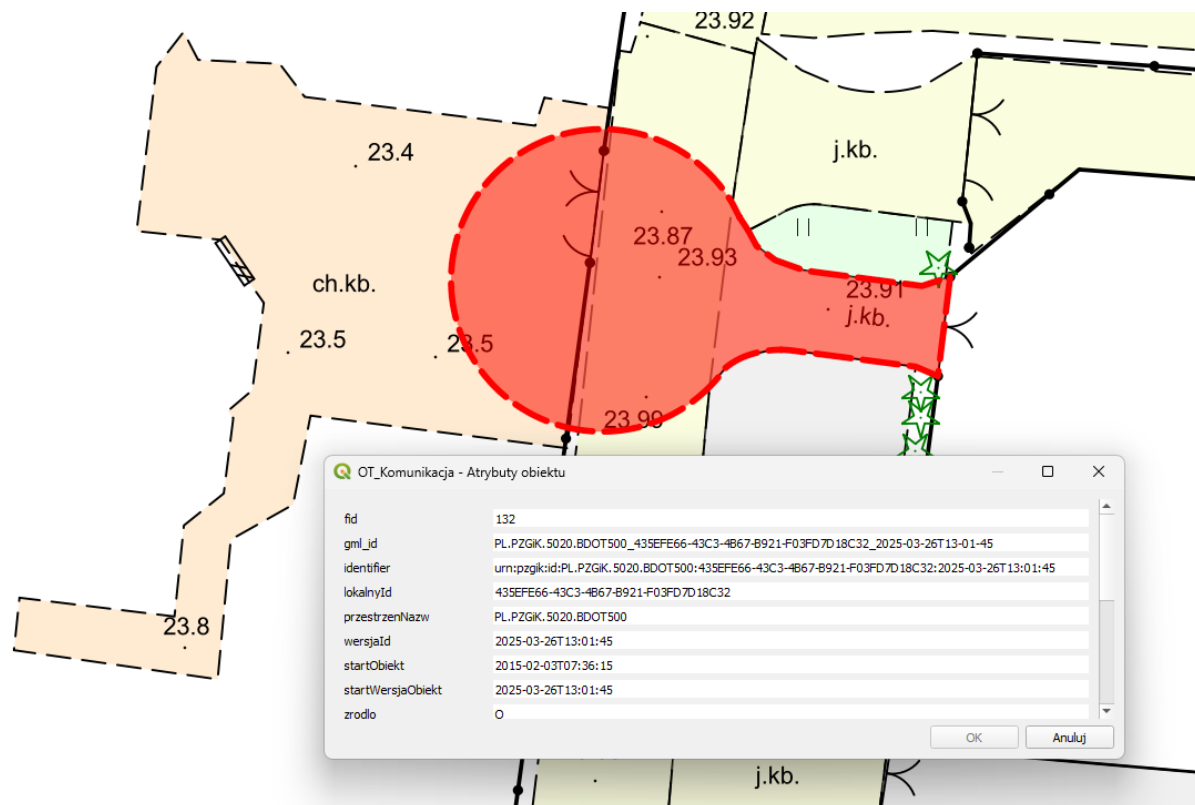 23.92
23.4
j.kb.
23.87
23.93
ch.kb.
23.91
j.kb.
23.5
23.5
23.99
OT_Komunikacja - Atrybuty obiektu
fid 132
gml_id PL.PZGiK.5020.BDOT500_435EFE66-43C3-4B67-B921-F03FD7D18C32_2025-03-26T13-01-45
identifier urn:pzgik:id:PL.PZGiK.5020.BDOT500:435EFE66-43C3-4B67-B921-F03FD7D18C32:2025-03-26T13:01:45
lokalnyId 435EFE66-43C3-4B67-B921-F03FD7D18C32
przestrzenNazw PL.PZGiK.5020.BDOT500
wersjaId 2025-03-26T13:01:45
startObiekt 2015-02-03T07:36:15
startWersjaObiekt 2025-03-26T13:01:45
zrodlo O
OK Anuluj
23.8
j.kb.